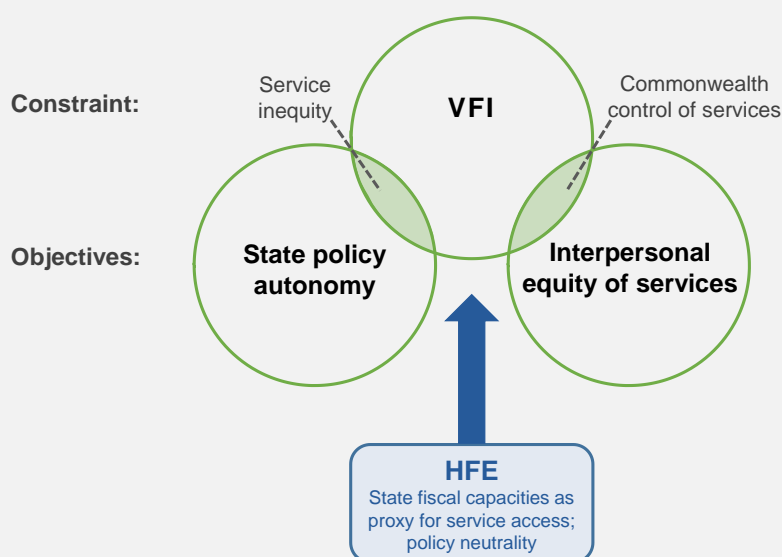 Constraint:
Service
inequity
VFI
Commonwealth
control of services
Objectives:
State policy
autonomy
Interpersonal
equity of services
HFE
State fiscal capacities as
proxy for service access;
policy neutrality